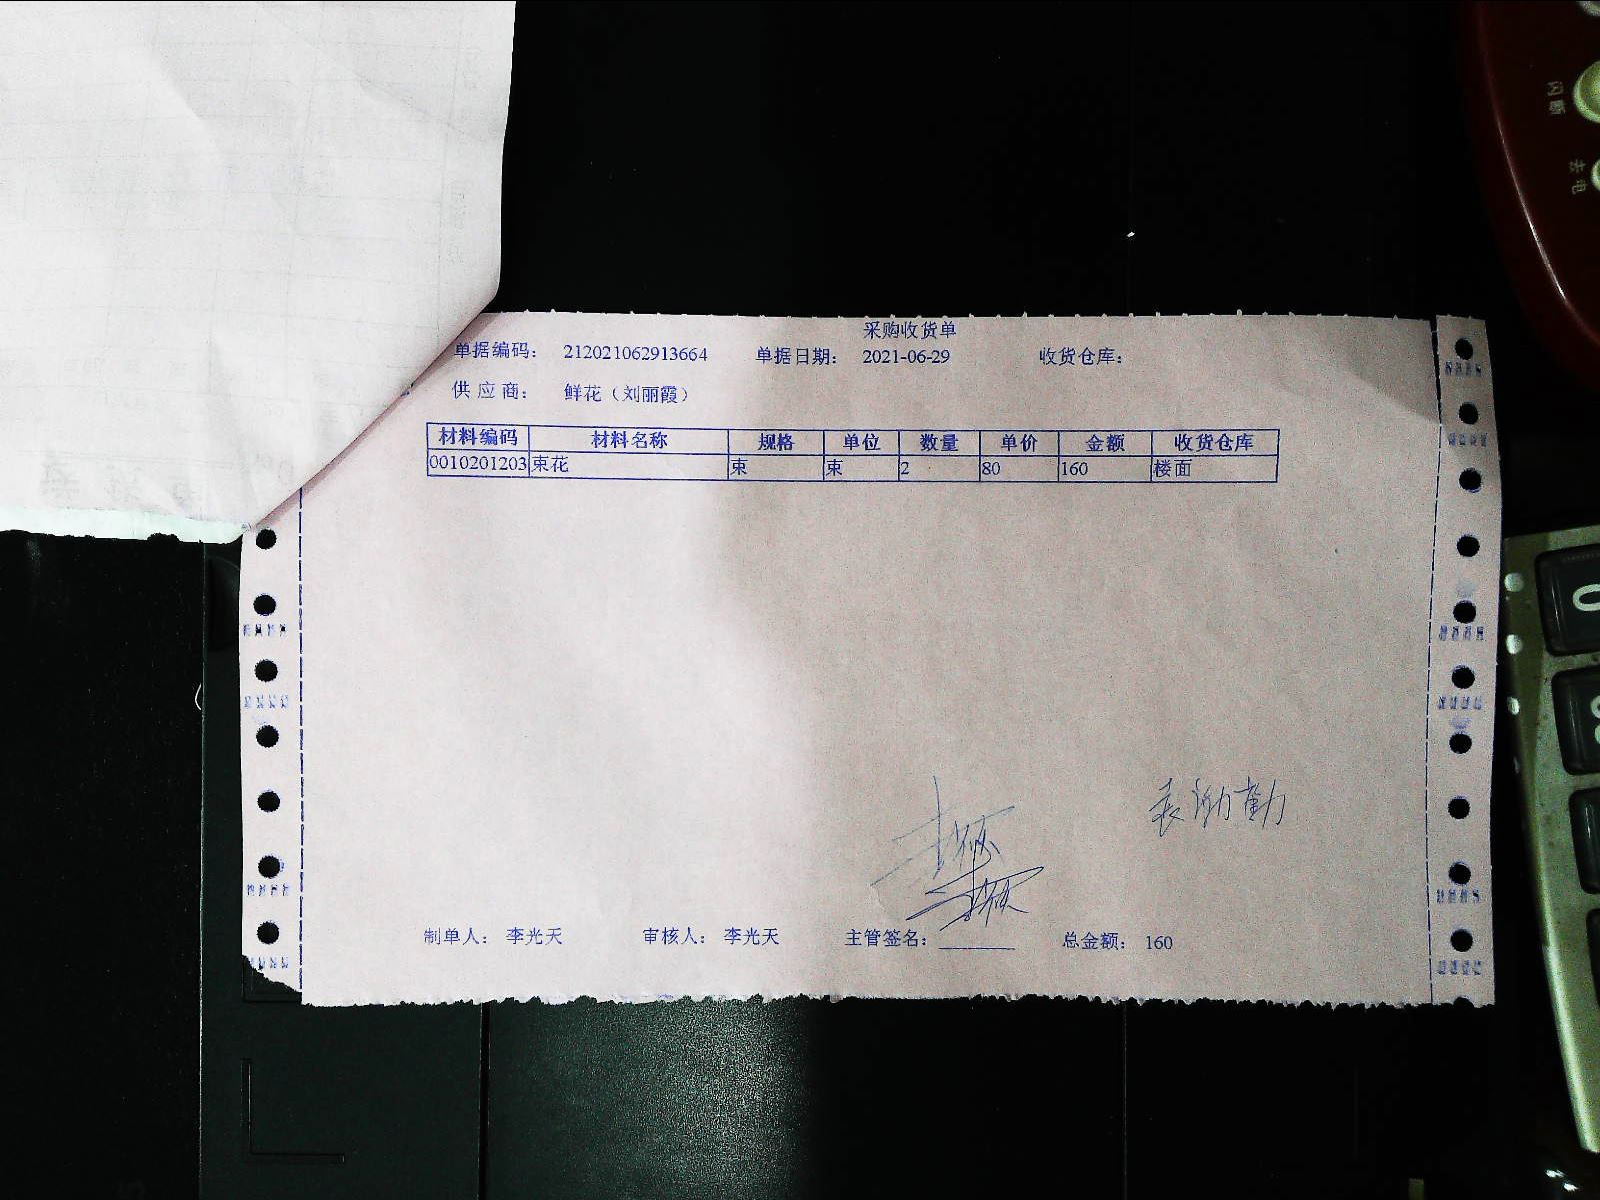 采购收货单
单据编码： 212021062913664 单据日期： 2021-06-29 收货仓库：
供应商： 鲜花（刘丽霞）
材料编码 材料名称 规格 单位 数量 单价 金额 收货仓库
0010201203 束花 束 束 2 80 160 楼面
制单人： 李光天 审核人： 李光天 主管签名： 总金额： 160
闪断
0